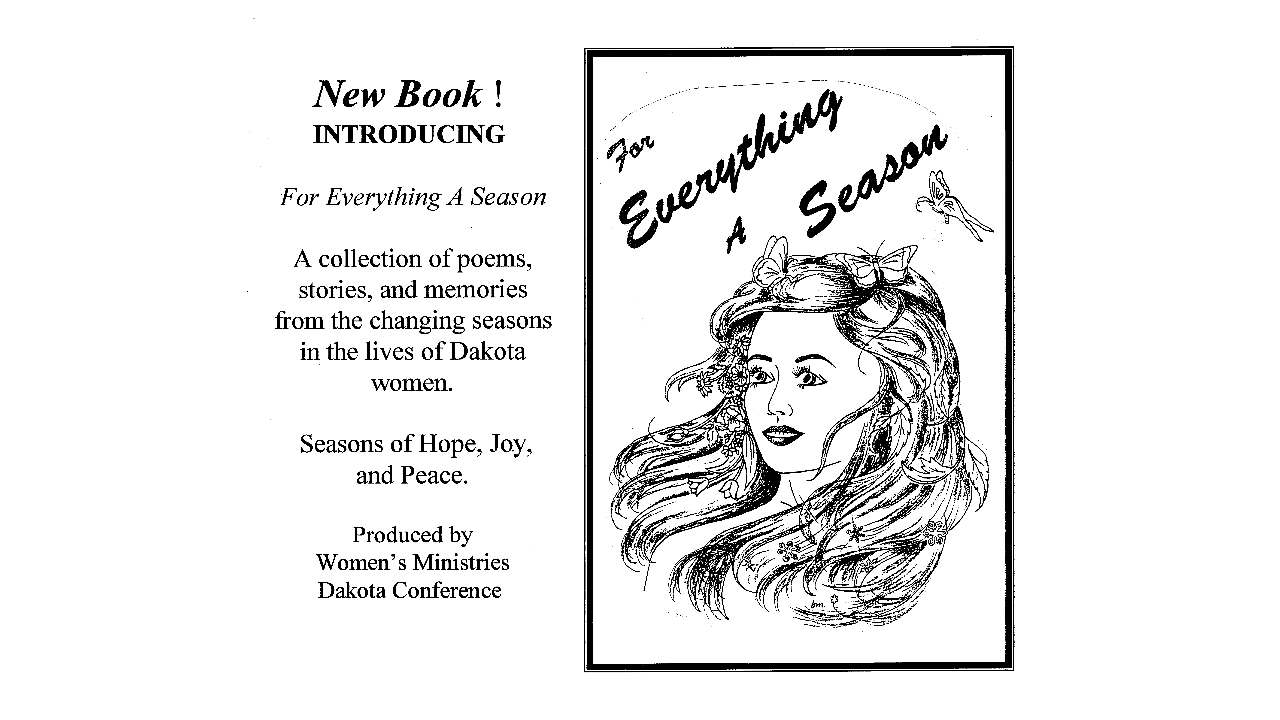 New Book !
INTRODUCING
For Everything A Season
A collection of poems,
stories, and memories
from the changing seasons
in the lives of Dakota
women.
Seasons of Hope, Joy,
and Peace.
Produced by
Women's Ministries
Dakota Conference
For
Everything
A Season
bm